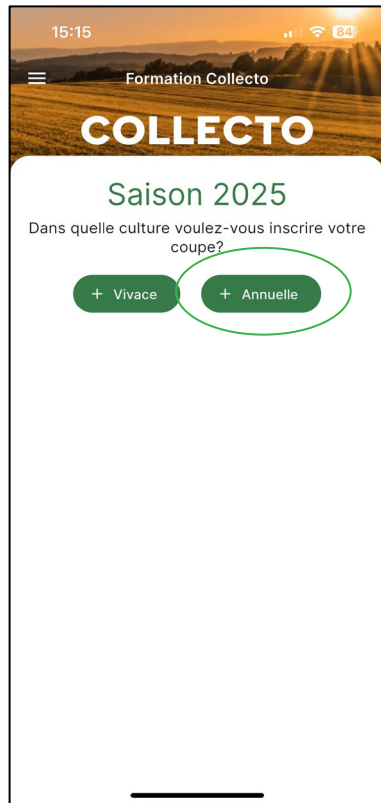 15:15 84
Formation Collecto
COLLECTO
Saison 2025
Dans quelle culture voulez-vous inscrire votre
coupe?
+ Vivace + Annuelle